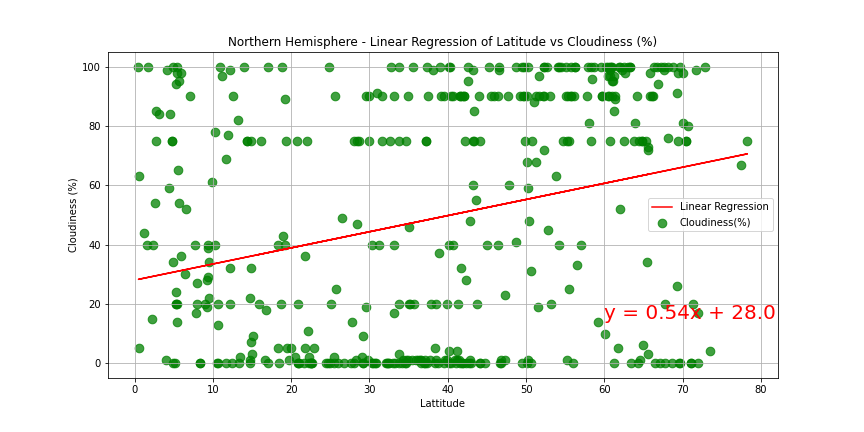 Northern Hemisphere - Linear Regression of Latitude vs Cloudiness (%)
100
80
60
40
20
0
Cloudiness (%)
Linear Regression
Cloudiness(%)
y = 0.54x + 28.0
0 10 20 30 40 50 60 70 80
Lattitude